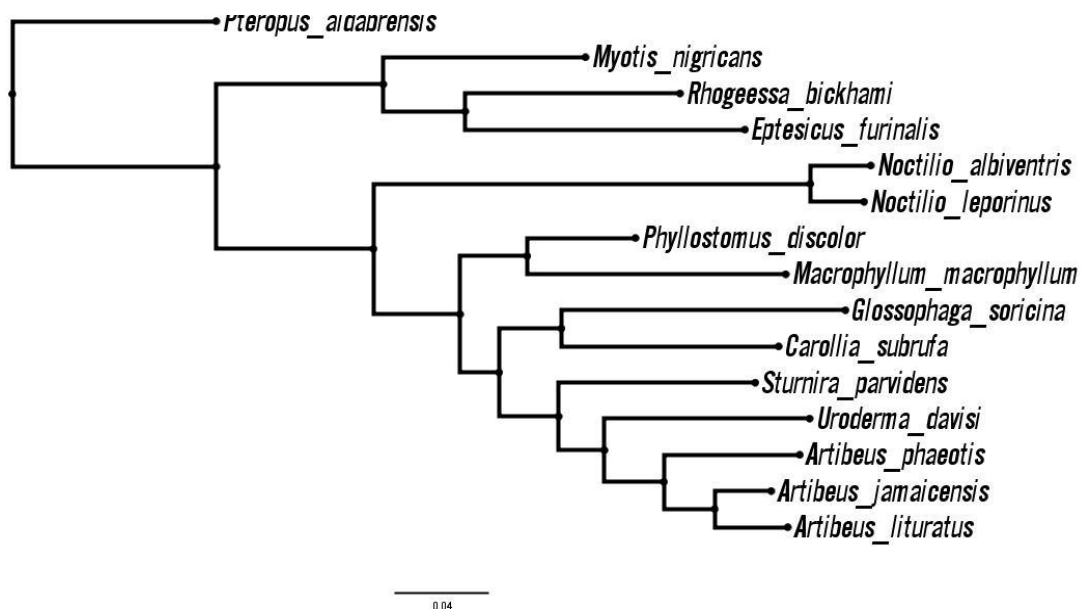 Pteropus_aldabrensis
Myotis_nigricans
Rhogeessa_bickhami
Eptesicus_furinalis
Noctilio_albiventris
Noctilio_leporinus
Phyllostomus_discolor
Macrophyllum_macrophyllum
Glossophaga_soricina
Carollia_subrufa
Sturnira_parvidens
Uroderma_davisi
Artibeus_phaeotis
Artibeus_jamaicensis
Artibeus_lituratus
0.04